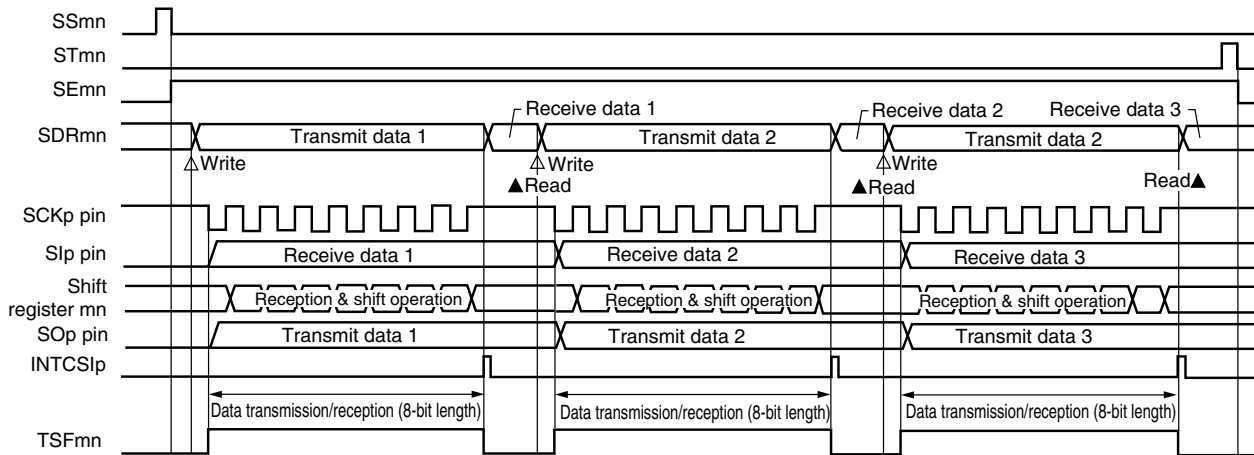 SSmn
STmn
SEmn
Receive data 1
Receive data 2
Receive data 3
SDRmn
Transmit data 1
Transmit data 2
Transmit data 2
△Write
△Write
△Write
▲Read
▲Read
Read▲
SCKp pin
SIp pin
Receive data 1
Receive data 2
Receive data 3
Shift
register mn
Reception & shift operation
Reception & shift operation
Reception & shift operation
SOp pin
Transmit data 1
Transmit data 2
Transmit data 3
INTCSIp
Data transmission/reception (8-bit length)
Data transmission/reception (8-bit length)
Data transmission/reception (8-bit length)
TSFmn